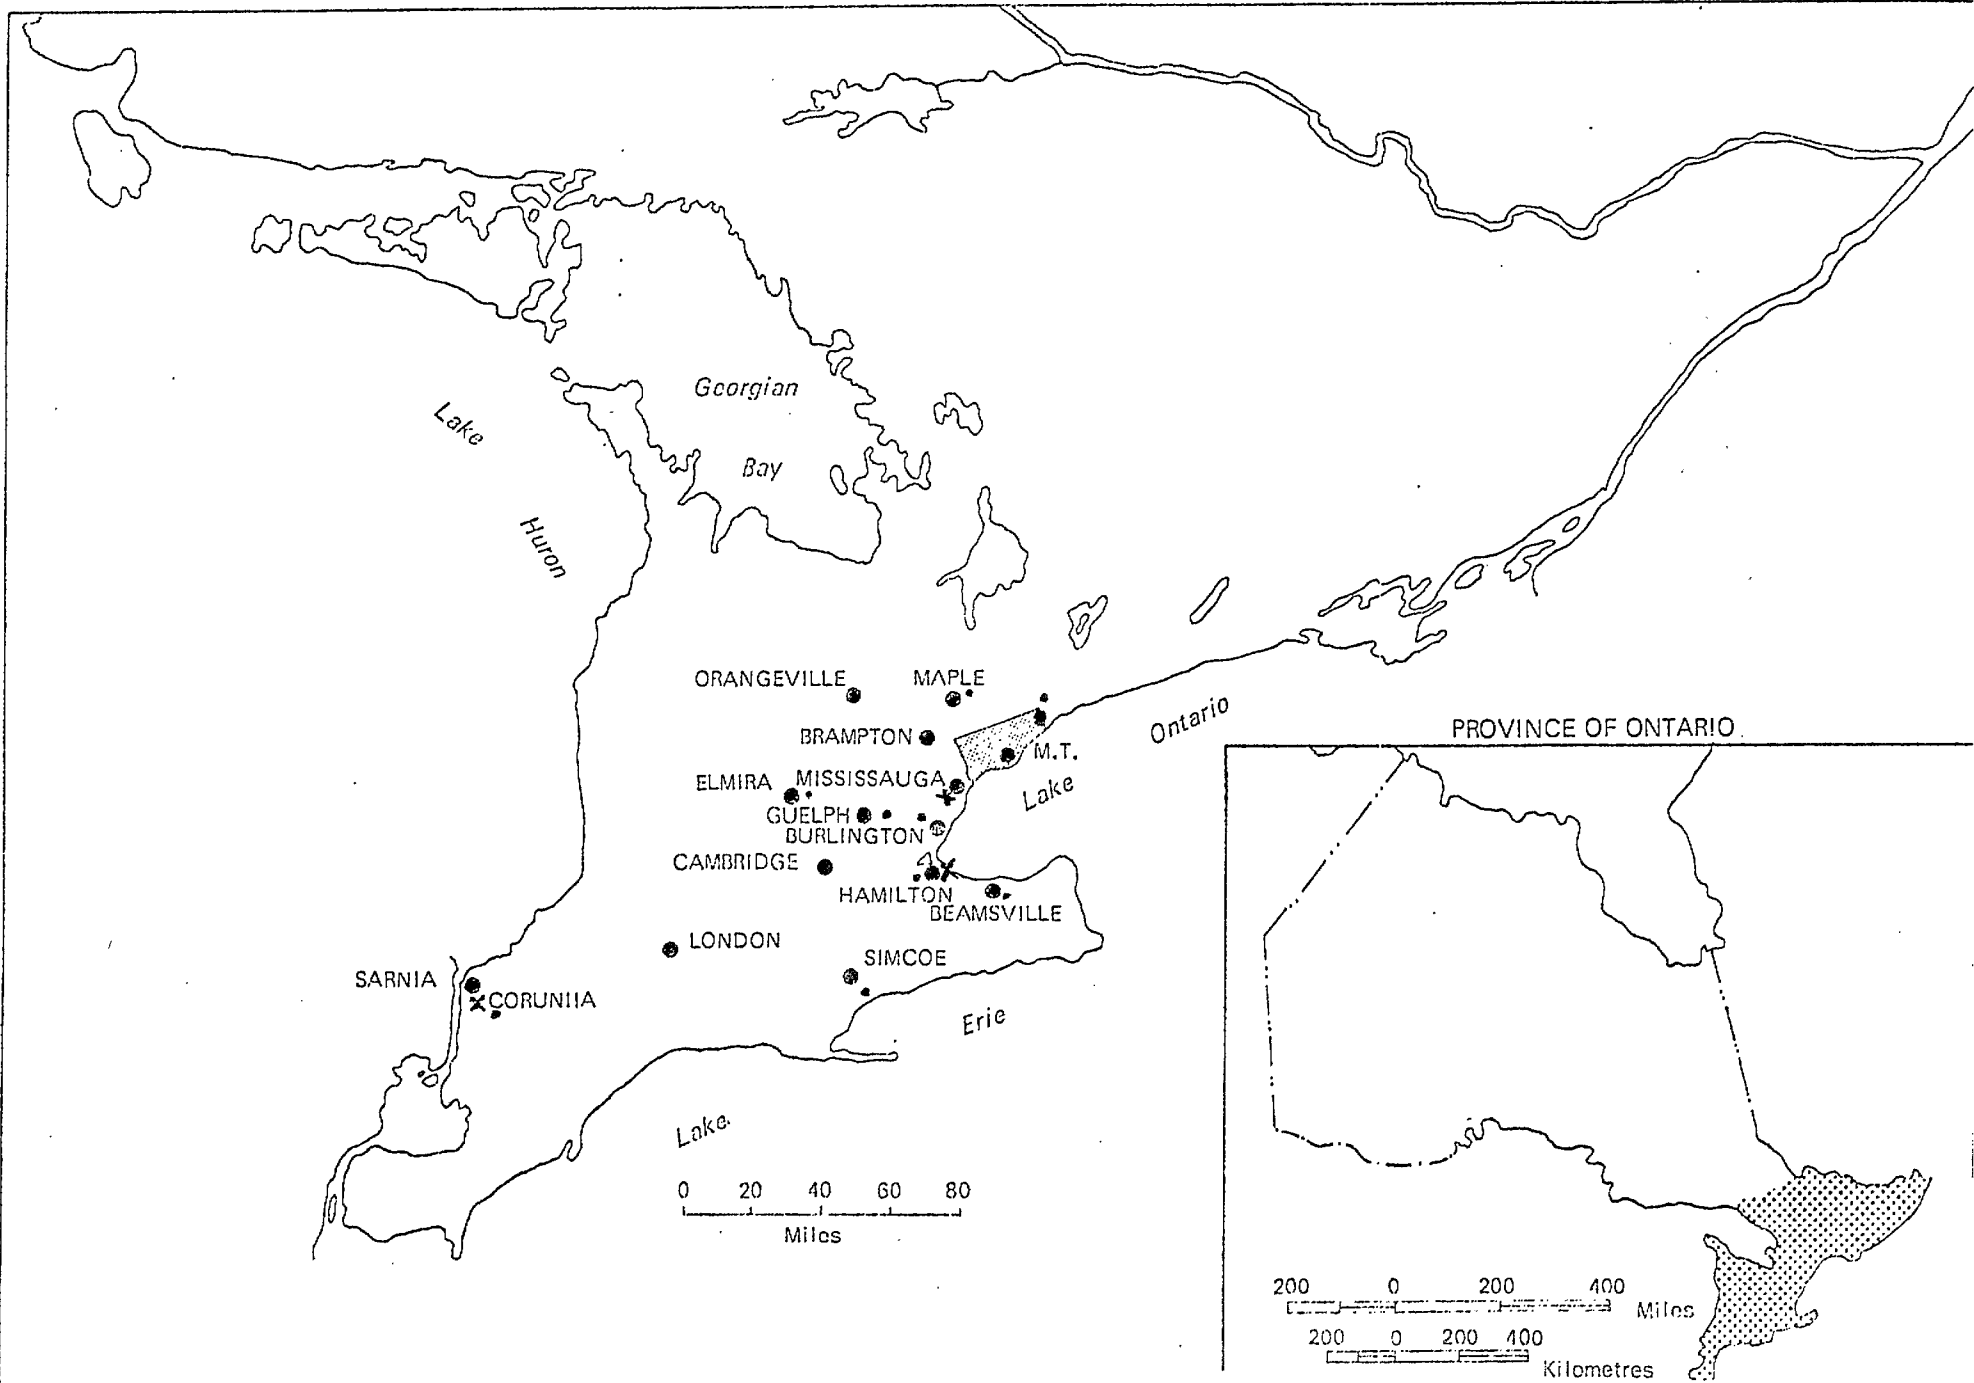 Georgian
Bay
Lake
Huron
ORANGEVILLE
MAPLE
BRAMPTON
M.T.
Ontario
Lake
ELMIRA
MISSISSAUGA
GUELPH
BURLINGTON
CAMBRIDGE
HAMILTON
BEAMSVILLE
LONDON
SIMCOE
SARNIA
CORUNNA
Erie
Lake
0 20 40 60 80
Miles
PROVINCE OF ONTARIO
200 0 200 400
Miles
200 0 200 400
Kilometres